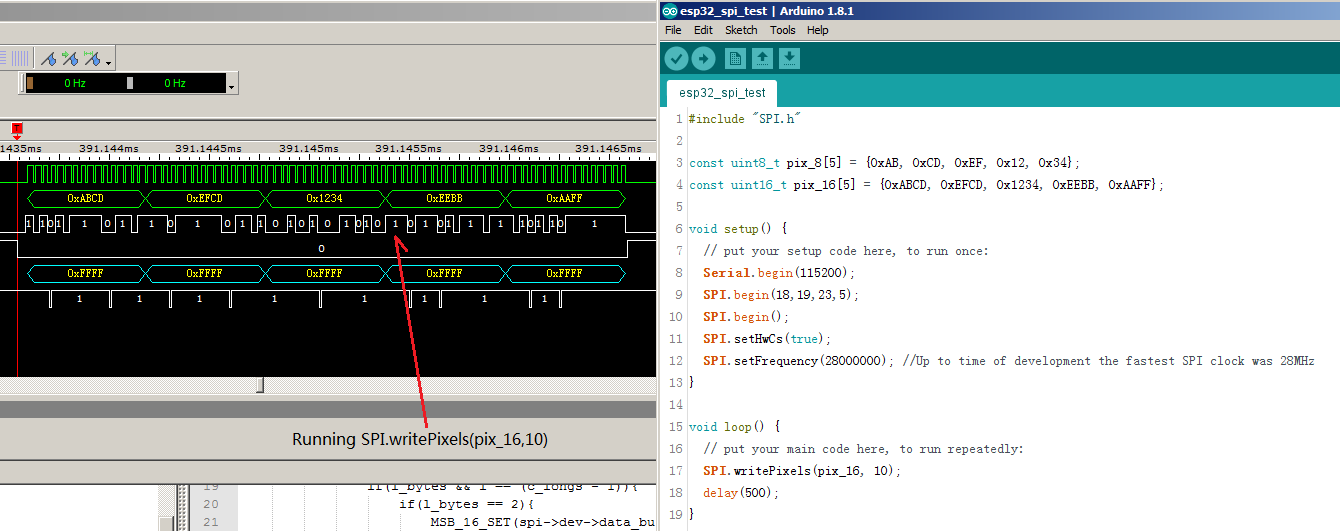 0 Hz
0 Hz
T
1435ms 391.144ms 391.1445ms 391.145ms 391.1455ms 391.146ms 391.1465ms
0xABCD 0xEFCD 0x1234 0xEEBB 0xAAFF
1 1 1 0 1 1 0 1 1 0 1 0 1 1 0 1 0 1 0 1 0 1 0 1 0 1 0 1 1 1 1 0 1 1 0 1
0
0xFFFF 0xFFFF 0xFFFF 0xFFFF 0xFFFF
1 1 1 1 1 1 1 1
Running SPI.writePixels(pix_16,10)
19 if(l_bytes && i == (c_longs - 1)){
20 if(l_bytes == 2){
21 MSB_16_SET(spi->dev->data_bu
esp32_spi_test | Arduino 1.8.1
File Edit Sketch Tools Help
esp32_spi_test
1 #include "SPI.h"
2
3 const uint8_t pix_8[5] = {0xAB, 0xCD, 0xEF, 0x12, 0x34};
4 const uint16_t pix_16[5] = {0xABCD, 0xEFCD, 0x1234, 0xEEBB, 0xAAFF};
5
6 void setup() {
7 // put your setup code here, to run once:
8 Serial.begin(115200);
9 SPI.begin(18,19,23,5);
10 SPI.begin();
11 SPI.setHwCs(true);
12 SPI.setFrequency(28000000); //Up to time of development the fastest SPI clock was 28MHz
13 }
14
15 void loop() {
16 // put your main code here, to run repeatedly:
17 SPI.writePixels(pix_16, 10);
18 delay(500);
19 }